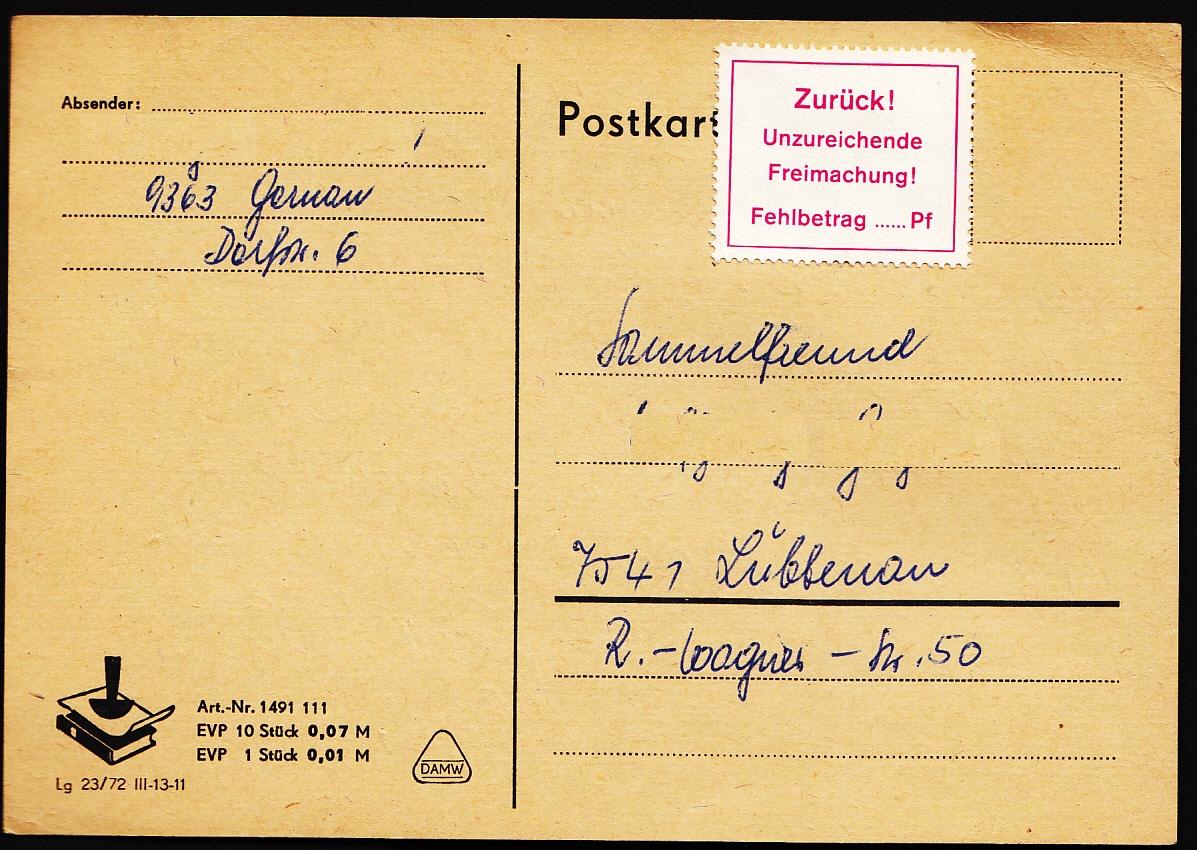 Absender:
9363 Gornau
Dorfstr. 6
Art.-Nr. 1491 111
EVP 10 Stück 0,07 M
EVP 1 Stück 0,01 M
Lg 23/72 III-13-11
DAMW
Postkart
Zurück!
Unzureichende
Freimachung!
Fehlbetrag ...... Pf
Sammelfreund
7541 Lübbenau
R.-Wagner-Str. 50